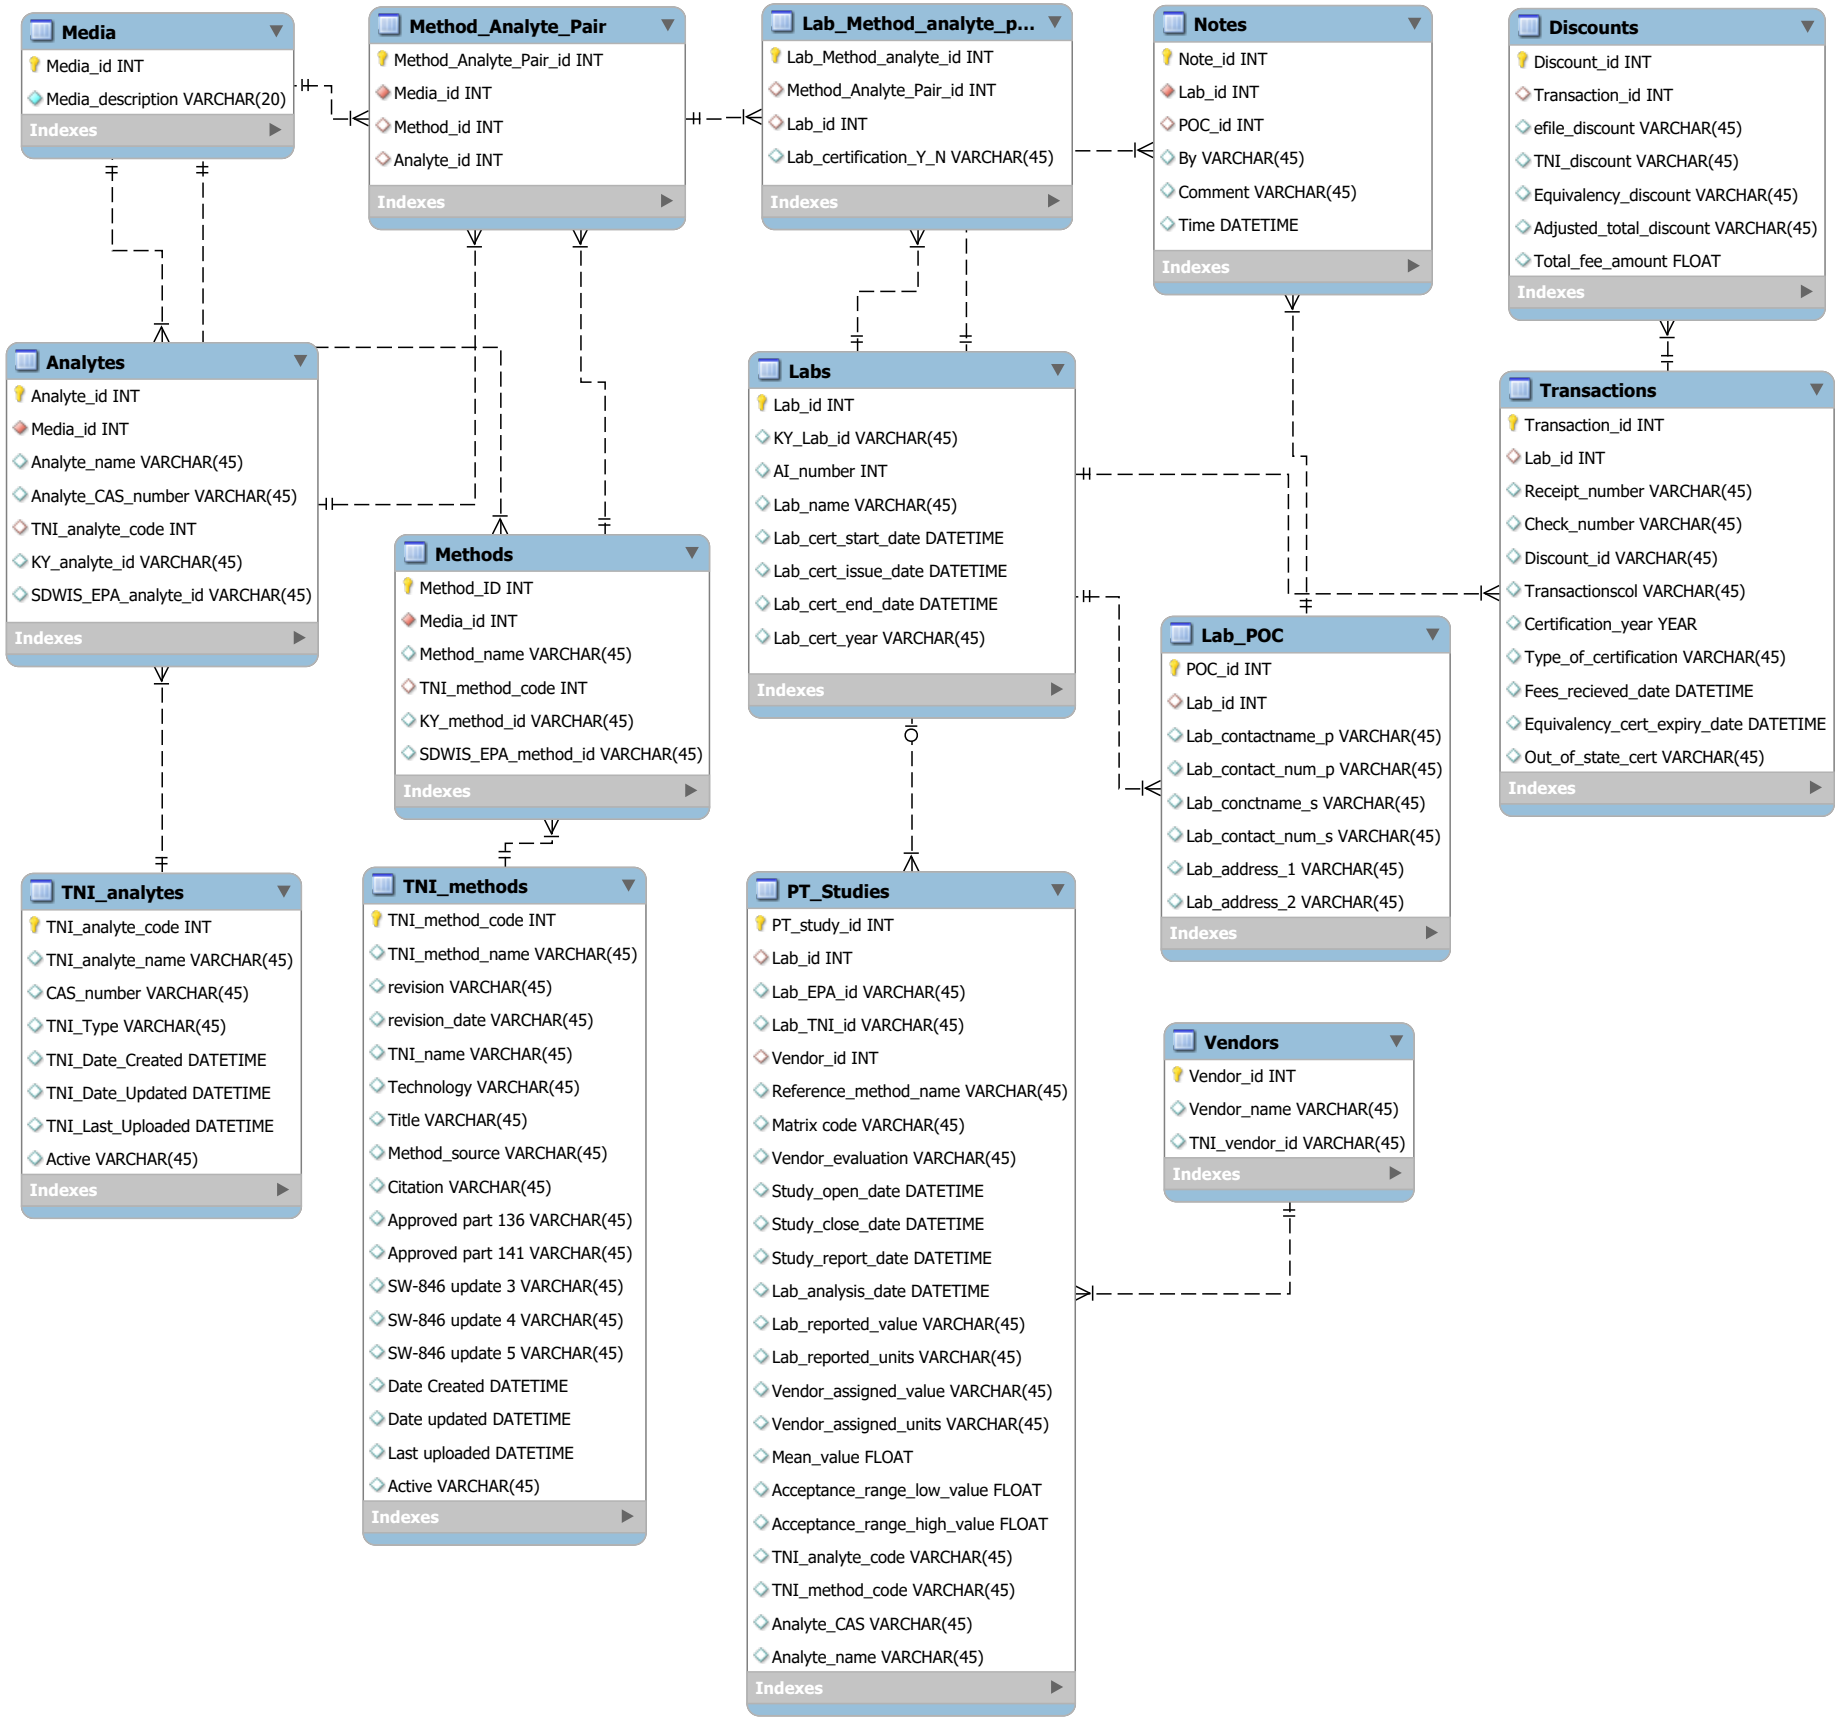 Media
Media_id INT
Media_description VARCHAR(20)
Indexes
Method_Analyte_Pair
Method_Analyte_Pair_id INT
Media_id INT
Method_id INT
Analyte_id INT
Indexes
Lab_Method_analyte_p...
Lab_Method_analyte_id INT
Method_Analyte_Pair_id INT
Lab_id INT
Lab_certification_Y_N VARCHAR(45)
Indexes
Notes
Note_id INT
Lab_id INT
POC_id INT
By VARCHAR(45)
Comment VARCHAR(45)
Time DATETIME
Indexes
Discounts
Discount_id INT
Transaction_id INT
efile_discount VARCHAR(45)
TNI_discount VARCHAR(45)
Equivalency_discount VARCHAR(45)
Adjusted_total_discount VARCHAR(45)
Total_fee_amount FLOAT
Indexes
Analytes
Analyte_id INT
Media_id INT
Analyte_name VARCHAR(45)
Analyte_CAS_number VARCHAR(45)
TNI_analyte_code INT
KY_analyte_id VARCHAR(45)
SDWIS_EPA_analyte_id VARCHAR(45)
Indexes
Methods
Method_ID INT
Media_id INT
Method_name VARCHAR(45)
TNI_method_code INT
KY_method_id VARCHAR(45)
SDWIS_EPA_method_id VARCHAR(45)
Indexes
Labs
Lab_id INT
KY_Lab_id VARCHAR(45)
AI_number INT
Lab_name VARCHAR(45)
Lab_cert_start_date DATETIME
Lab_cert_issue_date DATETIME
Lab_cert_end_date DATETIME
Lab_cert_year VARCHAR(45)
Indexes
Transactions
Transaction_id INT
Lab_id INT
Receipt_number VARCHAR(45)
Check_number VARCHAR(45)
Discount_id VARCHAR(45)
Transactionscol VARCHAR(45)
Certification_year YEAR
Type_of_certification VARCHAR(45)
Fees_recieved_date DATETIME
Equivalency_cert_expiry_date DATETIME
Out_of_state_cert VARCHAR(45)
Indexes
Lab_POC
POC_id INT
Lab_id INT
Lab_contactname_p VARCHAR(45)
Lab_contact_num_p VARCHAR(45)
Lab_conctname_s VARCHAR(45)
Lab_contact_num_s VARCHAR(45)
Lab_address_1 VARCHAR(45)
Lab_address_2 VARCHAR(45)
Indexes
TNI_analytes
TNI_analyte_code INT
TNI_analyte_name VARCHAR(45)
CAS_number VARCHAR(45)
TNI_Type VARCHAR(45)
TNI_Date_Created DATETIME
TNI_Date_Updated DATETIME
TNI_Last_Uploaded DATETIME
Active VARCHAR(45)
Indexes
TNI_methods
TNI_method_code INT
TNI_method_name VARCHAR(45)
revision VARCHAR(45)
revision_date VARCHAR(45)
TNI_name VARCHAR(45)
Technology VARCHAR(45)
Title VARCHAR(45)
Method_source VARCHAR(45)
Citation VARCHAR(45)
Approved part 136 VARCHAR(45)
Approved part 141 VARCHAR(45)
SW-846 update 3 VARCHAR(45)
SW-846 update 4 VARCHAR(45)
SW-846 update 5 VARCHAR(45)
Date Created DATETIME
Date updated DATETIME
Last uploaded DATETIME
Active VARCHAR(45)
Indexes
PT_Studies
PT_study_id INT
Lab_id INT
Lab_EPA_id VARCHAR(45)
Lab_TNI_id VARCHAR(45)
Vendor_id INT
Reference_method_name VARCHAR(45)
Matrix code VARCHAR(45)
Vendor_evaluation VARCHAR(45)
Study_open_date DATETIME
Study_close_date DATETIME
Study_report_date DATETIME
Lab_analysis_date DATETIME
Lab_reported_value VARCHAR(45)
Lab_reported_units VARCHAR(45)
Vendor_assigned_value VARCHAR(45)
Vendor_assigned_units VARCHAR(45)
Mean_value FLOAT
Acceptance_range_low_value FLOAT
Acceptance_range_high_value FLOAT
TNI_analyte_code VARCHAR(45)
TNI_method_code VARCHAR(45)
Analyte_CAS VARCHAR(45)
Analyte_name VARCHAR(45)
Indexes
Vendors
Vendor_id INT
Vendor_name VARCHAR(45)
TNI_vendor_id VARCHAR(45)
Indexes